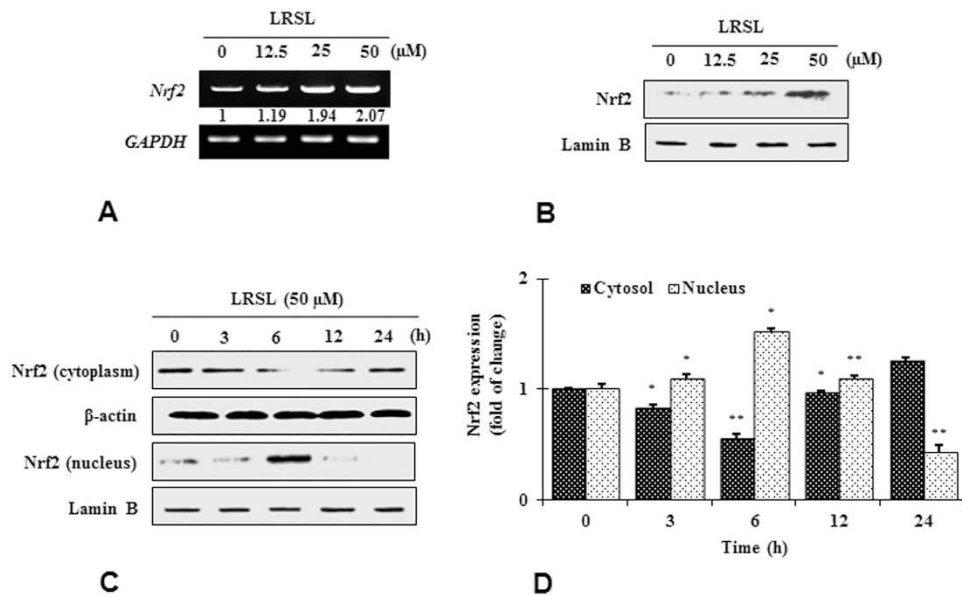 LRSL
0 12.5 25 50 (μM)
Nrf2
1 1.19 1.94 2.07
GAPDH
A
LRSL
0 12.5 25 50 (μM)
Nrf2
Lamin B
B
LRSL (50 μM)
0 3 6 12 24 (h)
Nrf2 (cytoplasm)
β-actin
Nrf2 (nucleus)
Lamin B
C
2
Cytosol Nucleus
Nrf2 expression
(fold of change)
1
0
* * ** * * ** **
0 3 6 12 24
Time (h)
D